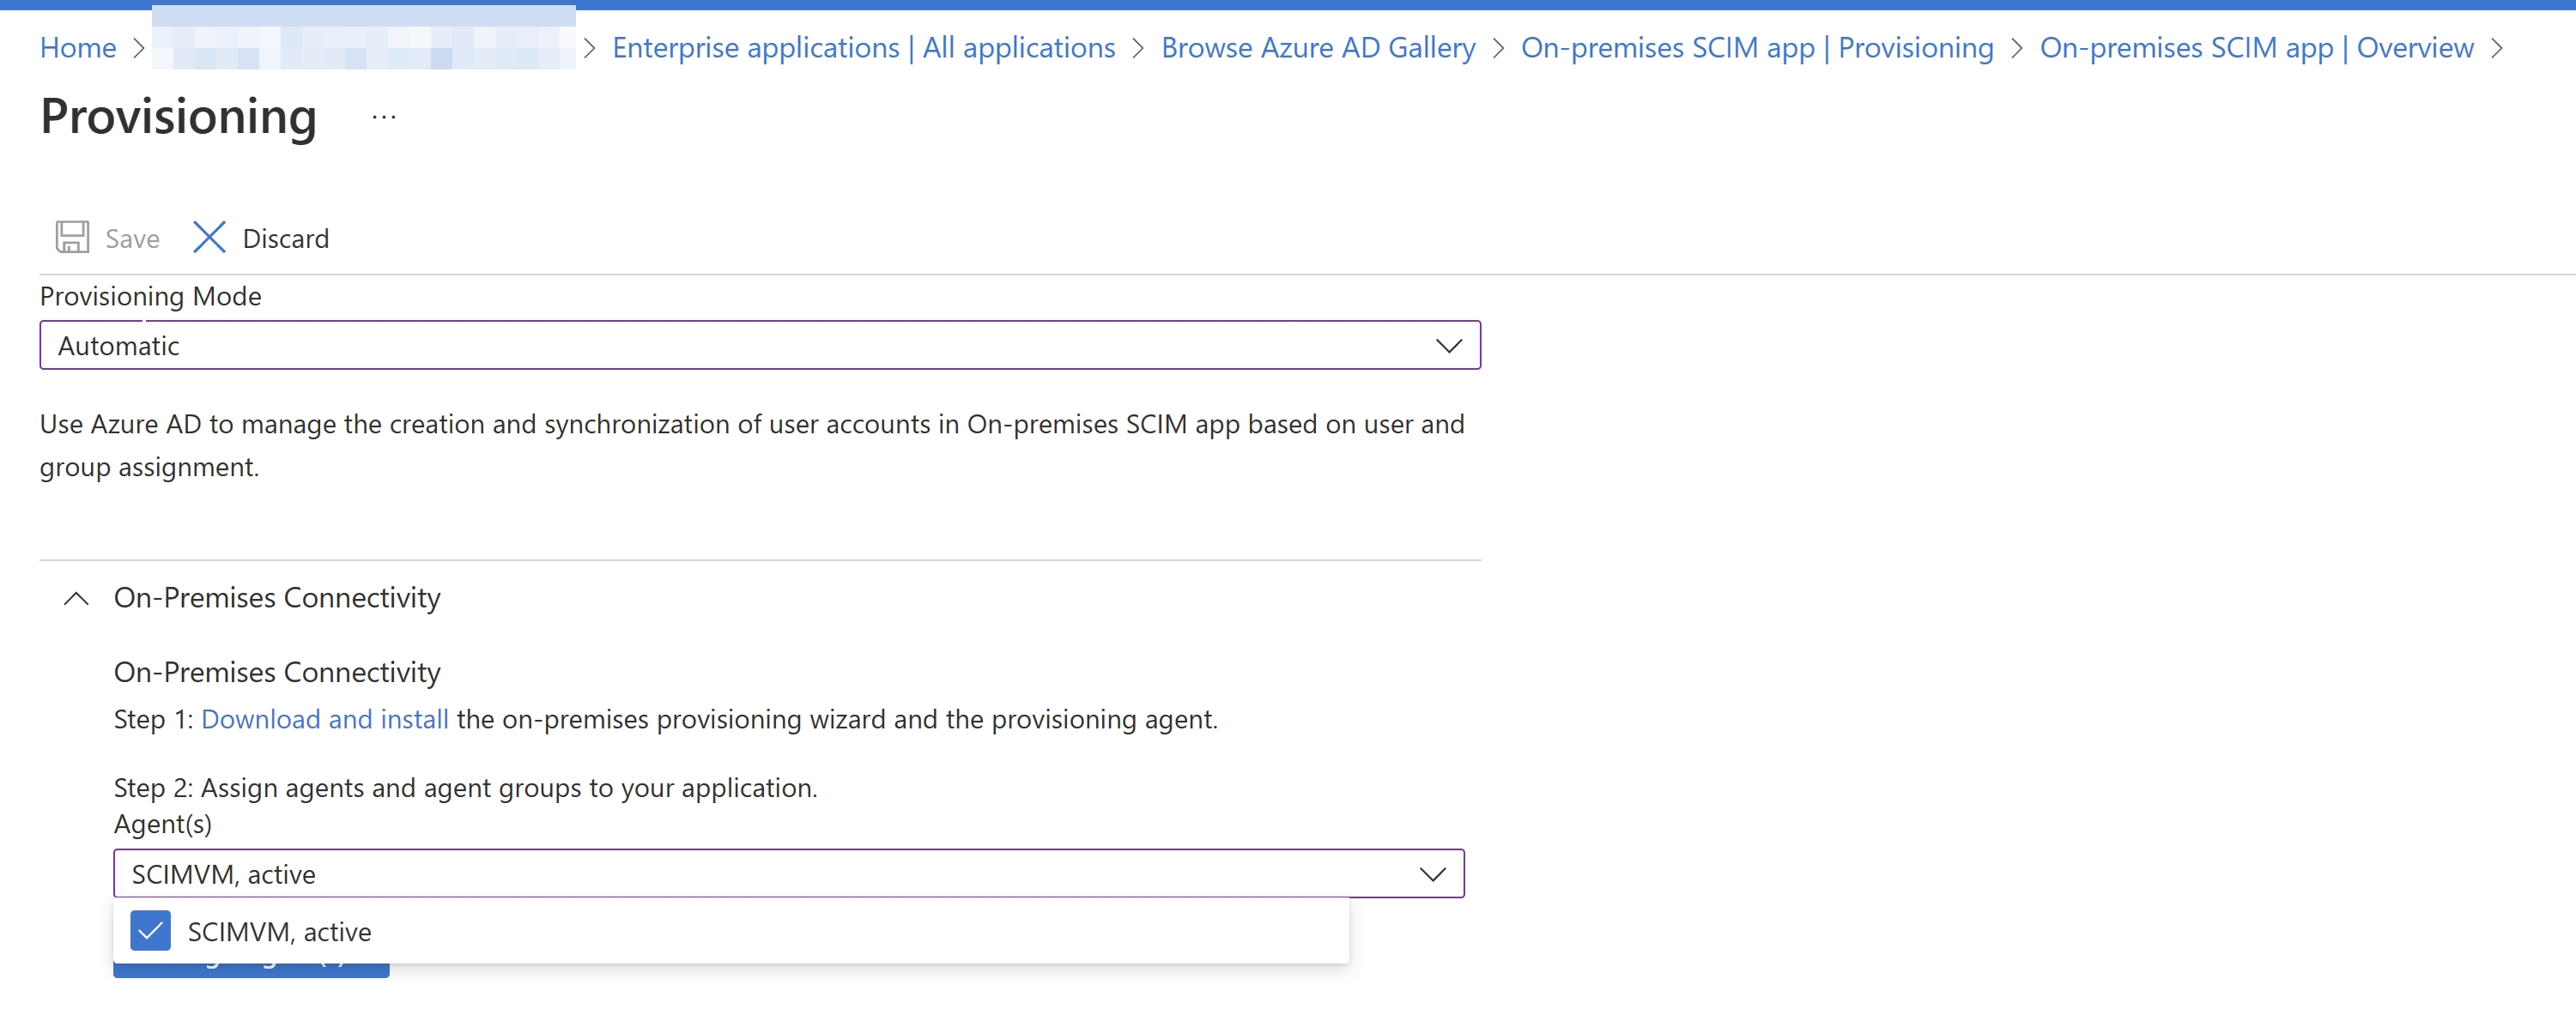 Home > Enterprise applications | All applications > Browse Azure AD Gallery > On-premises SCIM app | Provisioning > On-premises SCIM app | Overview >
Provisioning ...
Save Discard
Provisioning Mode
Automatic
Use Azure AD to manage the creation and synchronization of user accounts in On-premises SCIM app based on user and
group assignment.
On-Premises Connectivity
On-Premises Connectivity
Step 1: Download and install the on-premises provisioning wizard and the provisioning agent.
Step 2: Assign agents and agent groups to your application.
Agent(s)
SCIMVM, active
SCIMVM, active